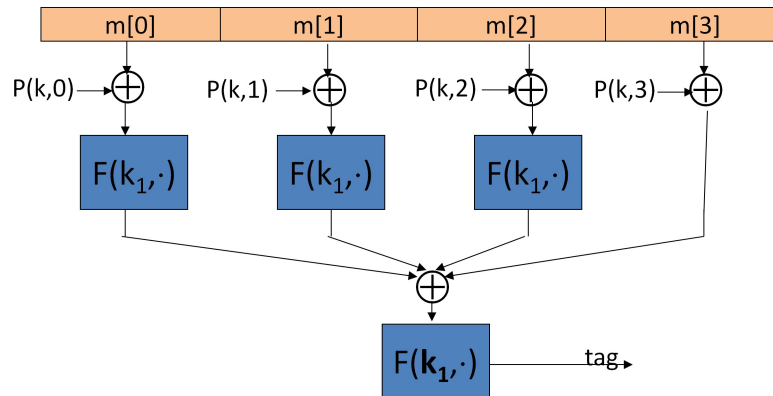 m[0] m[1] m[2] m[3]
P(k,0) P(k,1) P(k,2) P(k,3)
F(k₁,·) F(k₁,·) F(k₁,·)
F(k₁,·) tag